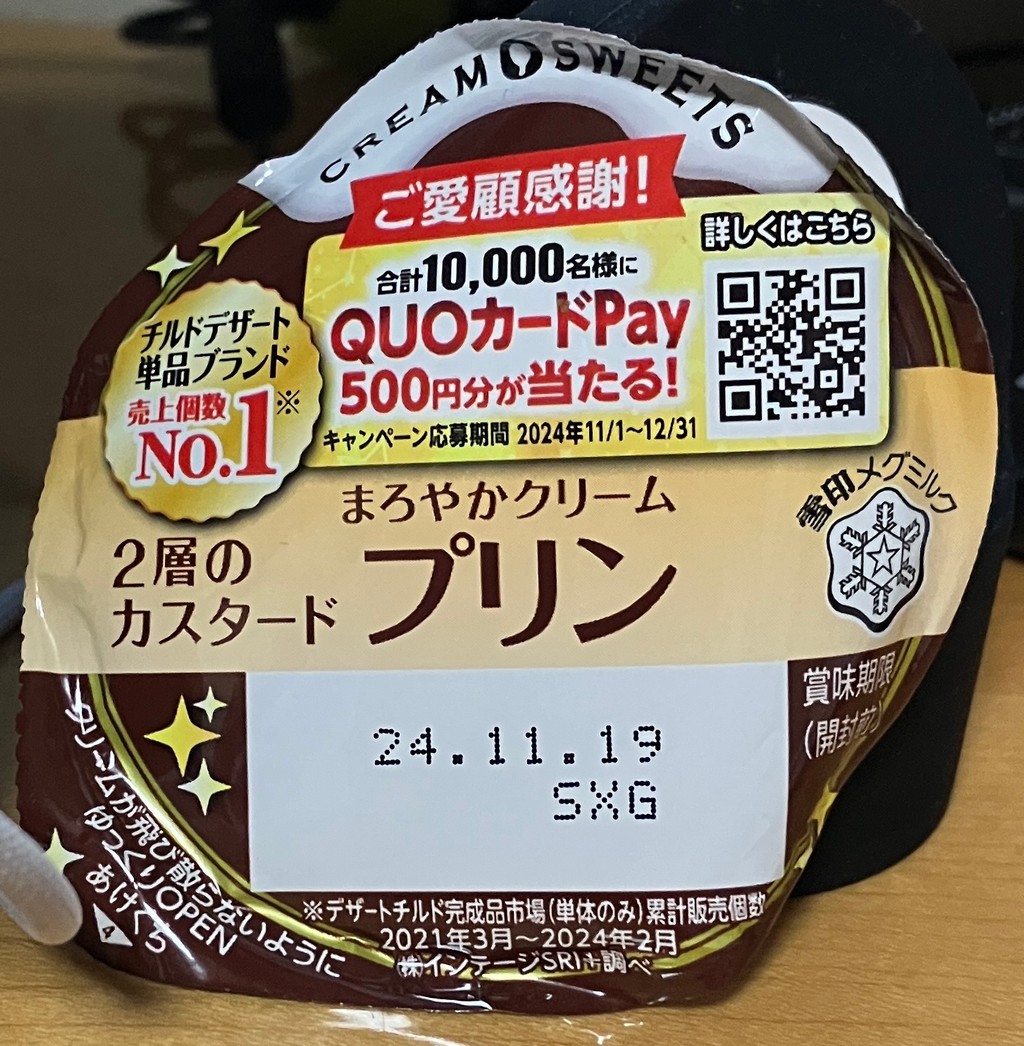 CREAM SWEETS
ご愛顧感謝!
合計10,000名様に
QUOカードPay
500円分が当たる!
キャンペーン応募期間 2024年11/1〜12/31
詳しくはこちら
チルドデザート
単品ブランド
売上個数
No.1※
まろやかクリーム
2層の
カスタード
プリン
雪印メグミルク
賞味期限
(開封前)
24.11.19
SXG
クリームが飛び散らないように
ゆっくりOPEN
あけくち
4
※デザートチルド完成品市場(単体のみ)累計販売個数
2021年3月〜2024年2月
㈱インテージSRI+調べ